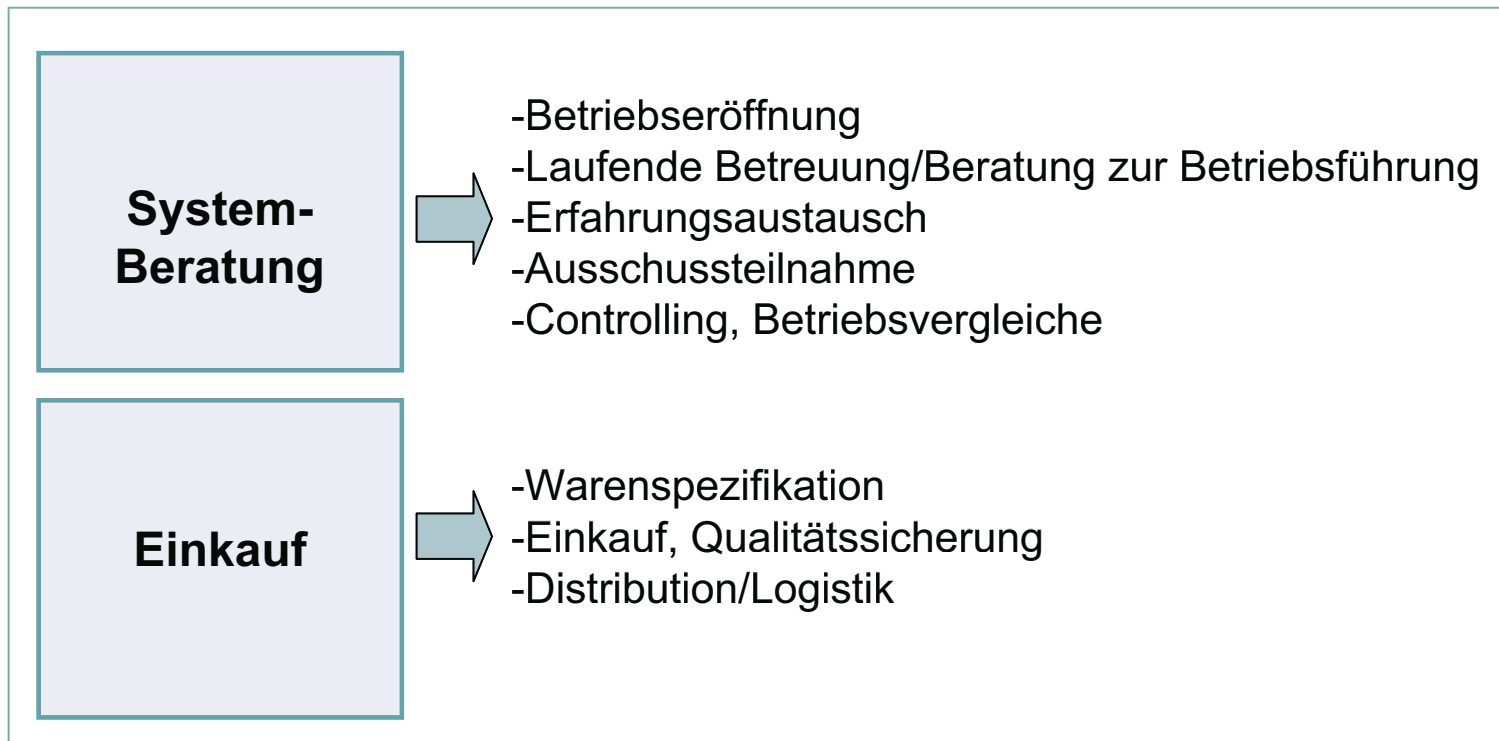 System-
Beratung
-Betriebseröffnung
-Laufende Betreuung/Beratung zur Betriebsführung
-Erfahrungsaustausch
-Ausschussteilnahme
-Controlling, Betriebsvergleiche
Einkauf
-Warenspezifikation
-Einkauf, Qualitätssicherung
-Distribution/Logistik